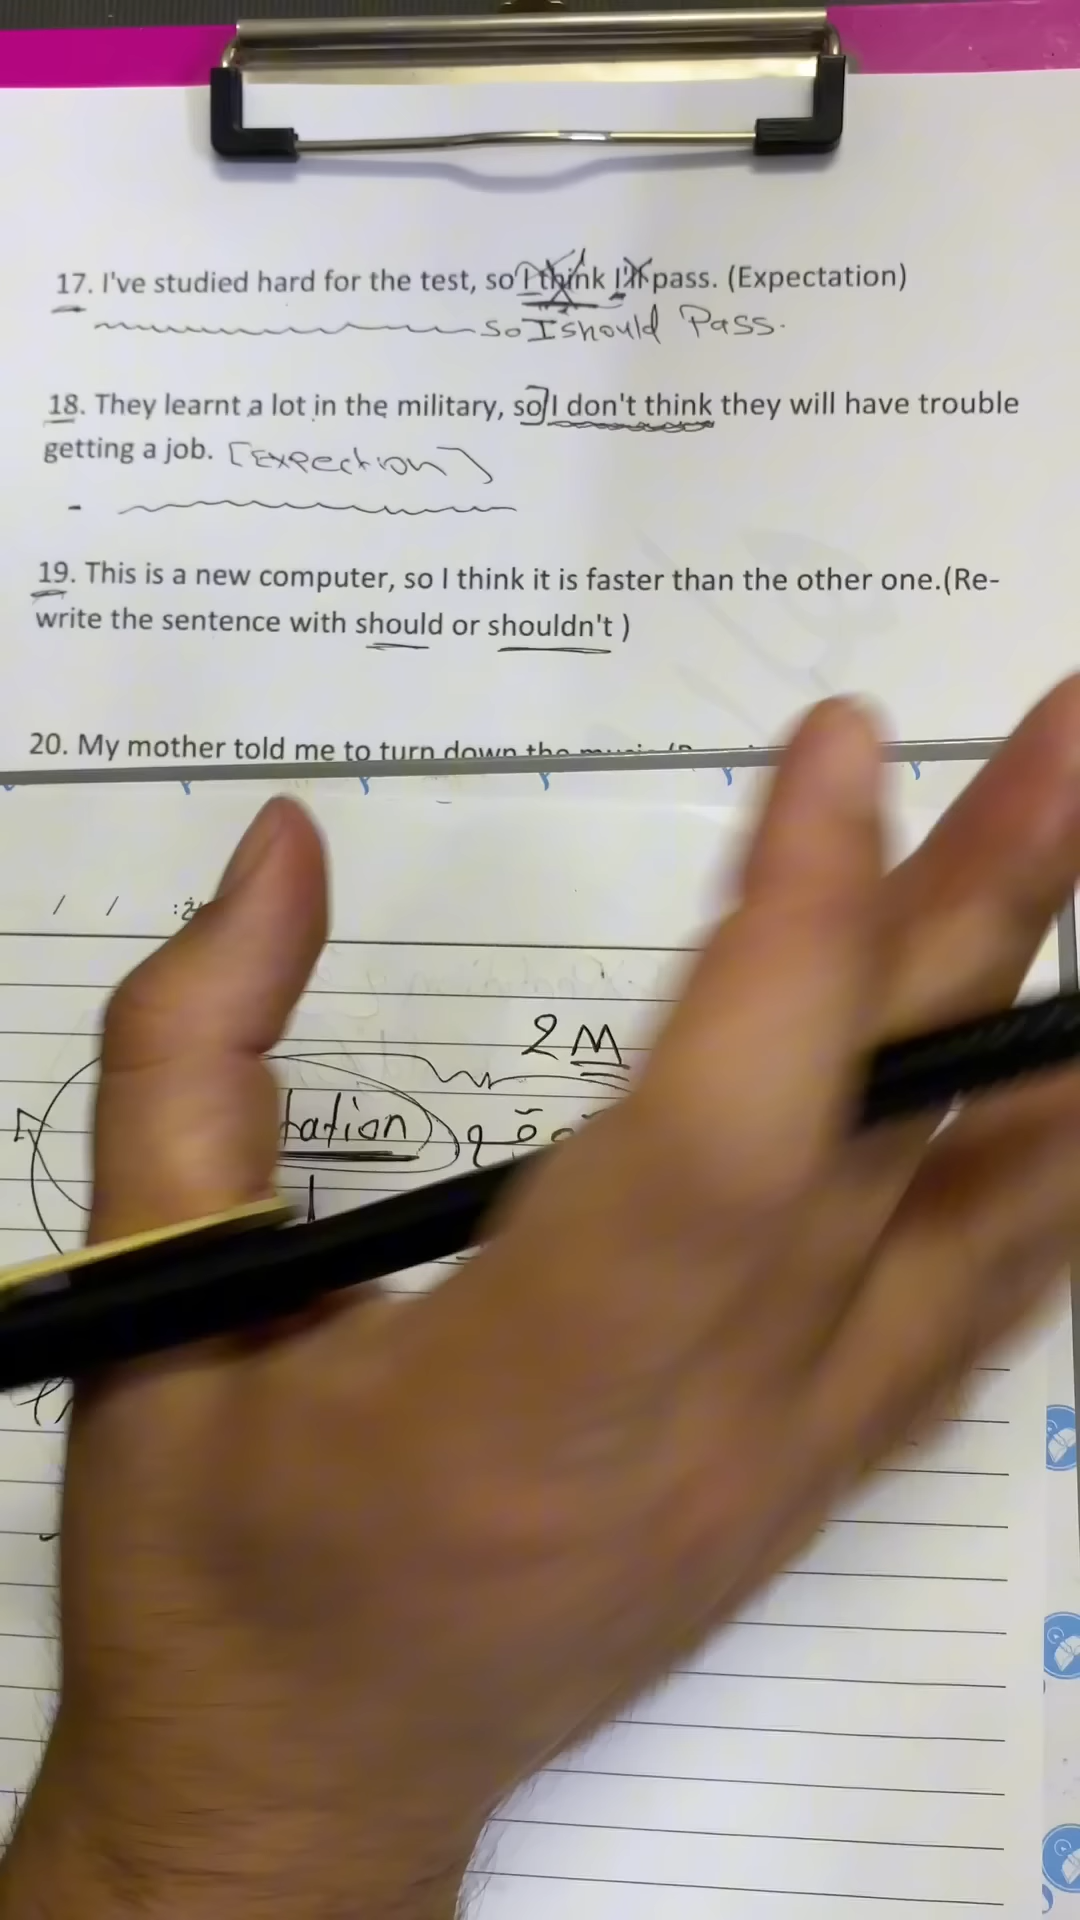 17. I've studied hard for the test, so I think I'll pass. (Expectation)
so I should Pass.
18. They learnt a lot in the military, so I don't think they will have trouble
getting a job. [Expection]
19. This is a new computer, so I think it is faster than the other one.(Re-
write the sentence with should or shouldn't )
20. My mother told me to turn down the
/ /
2 M
tation